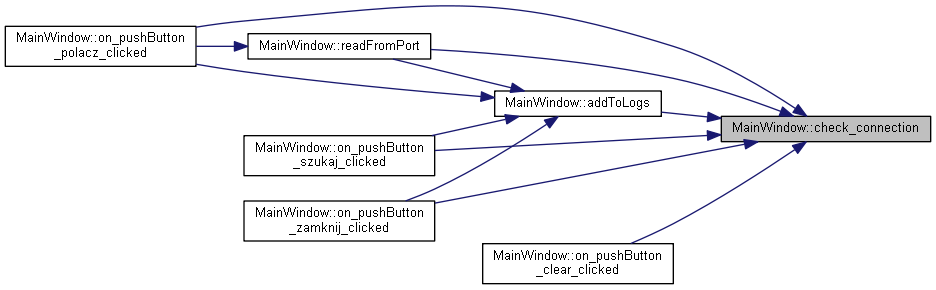 MainWindow::on_pushButton
_polacz_clicked
MainWindow::readFromPort
MainWindow::addToLogs
MainWindow::check_connection
MainWindow::on_pushButton
_szukaj_clicked
MainWindow::on_pushButton
_zamknij_clicked
MainWindow::on_pushButton
_clear_clicked